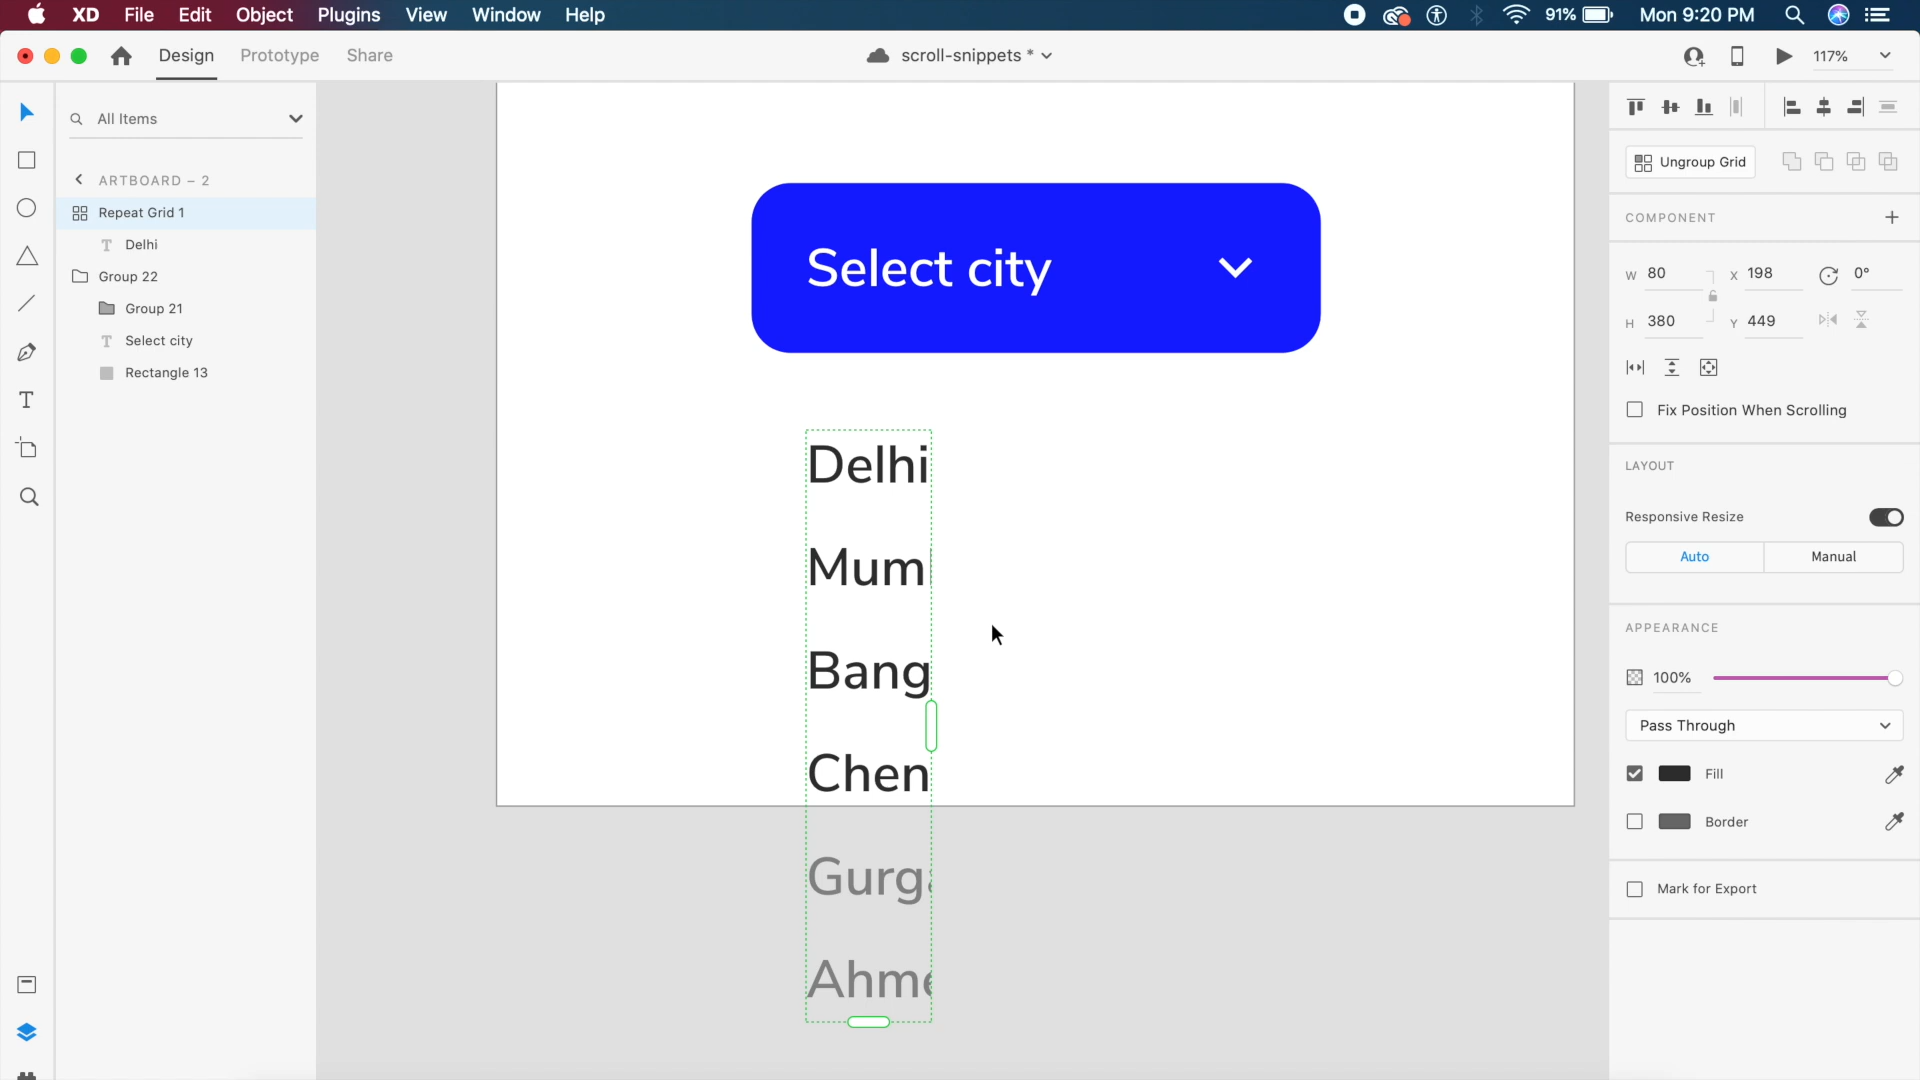 XD File Edit Object Plugins View Window Help 91% Mon 9:20 PM
Design Prototype Share scroll-snippets * 117%
All Items
ARTBOARD – 2
Repeat Grid 1
Delhi
Group 22
Group 21
Select city
Rectangle 13
Select city
Delhi
Mum
Bang
Chen
Gurga
Ahme
Ungroup Grid
COMPONENT
W 80 X 198 0°
H 380 Y 449
Fix Position When Scrolling
LAYOUT
Responsive Resize
Auto Manual
APPEARANCE
100%
Pass Through
Fill
Border
Mark for Export